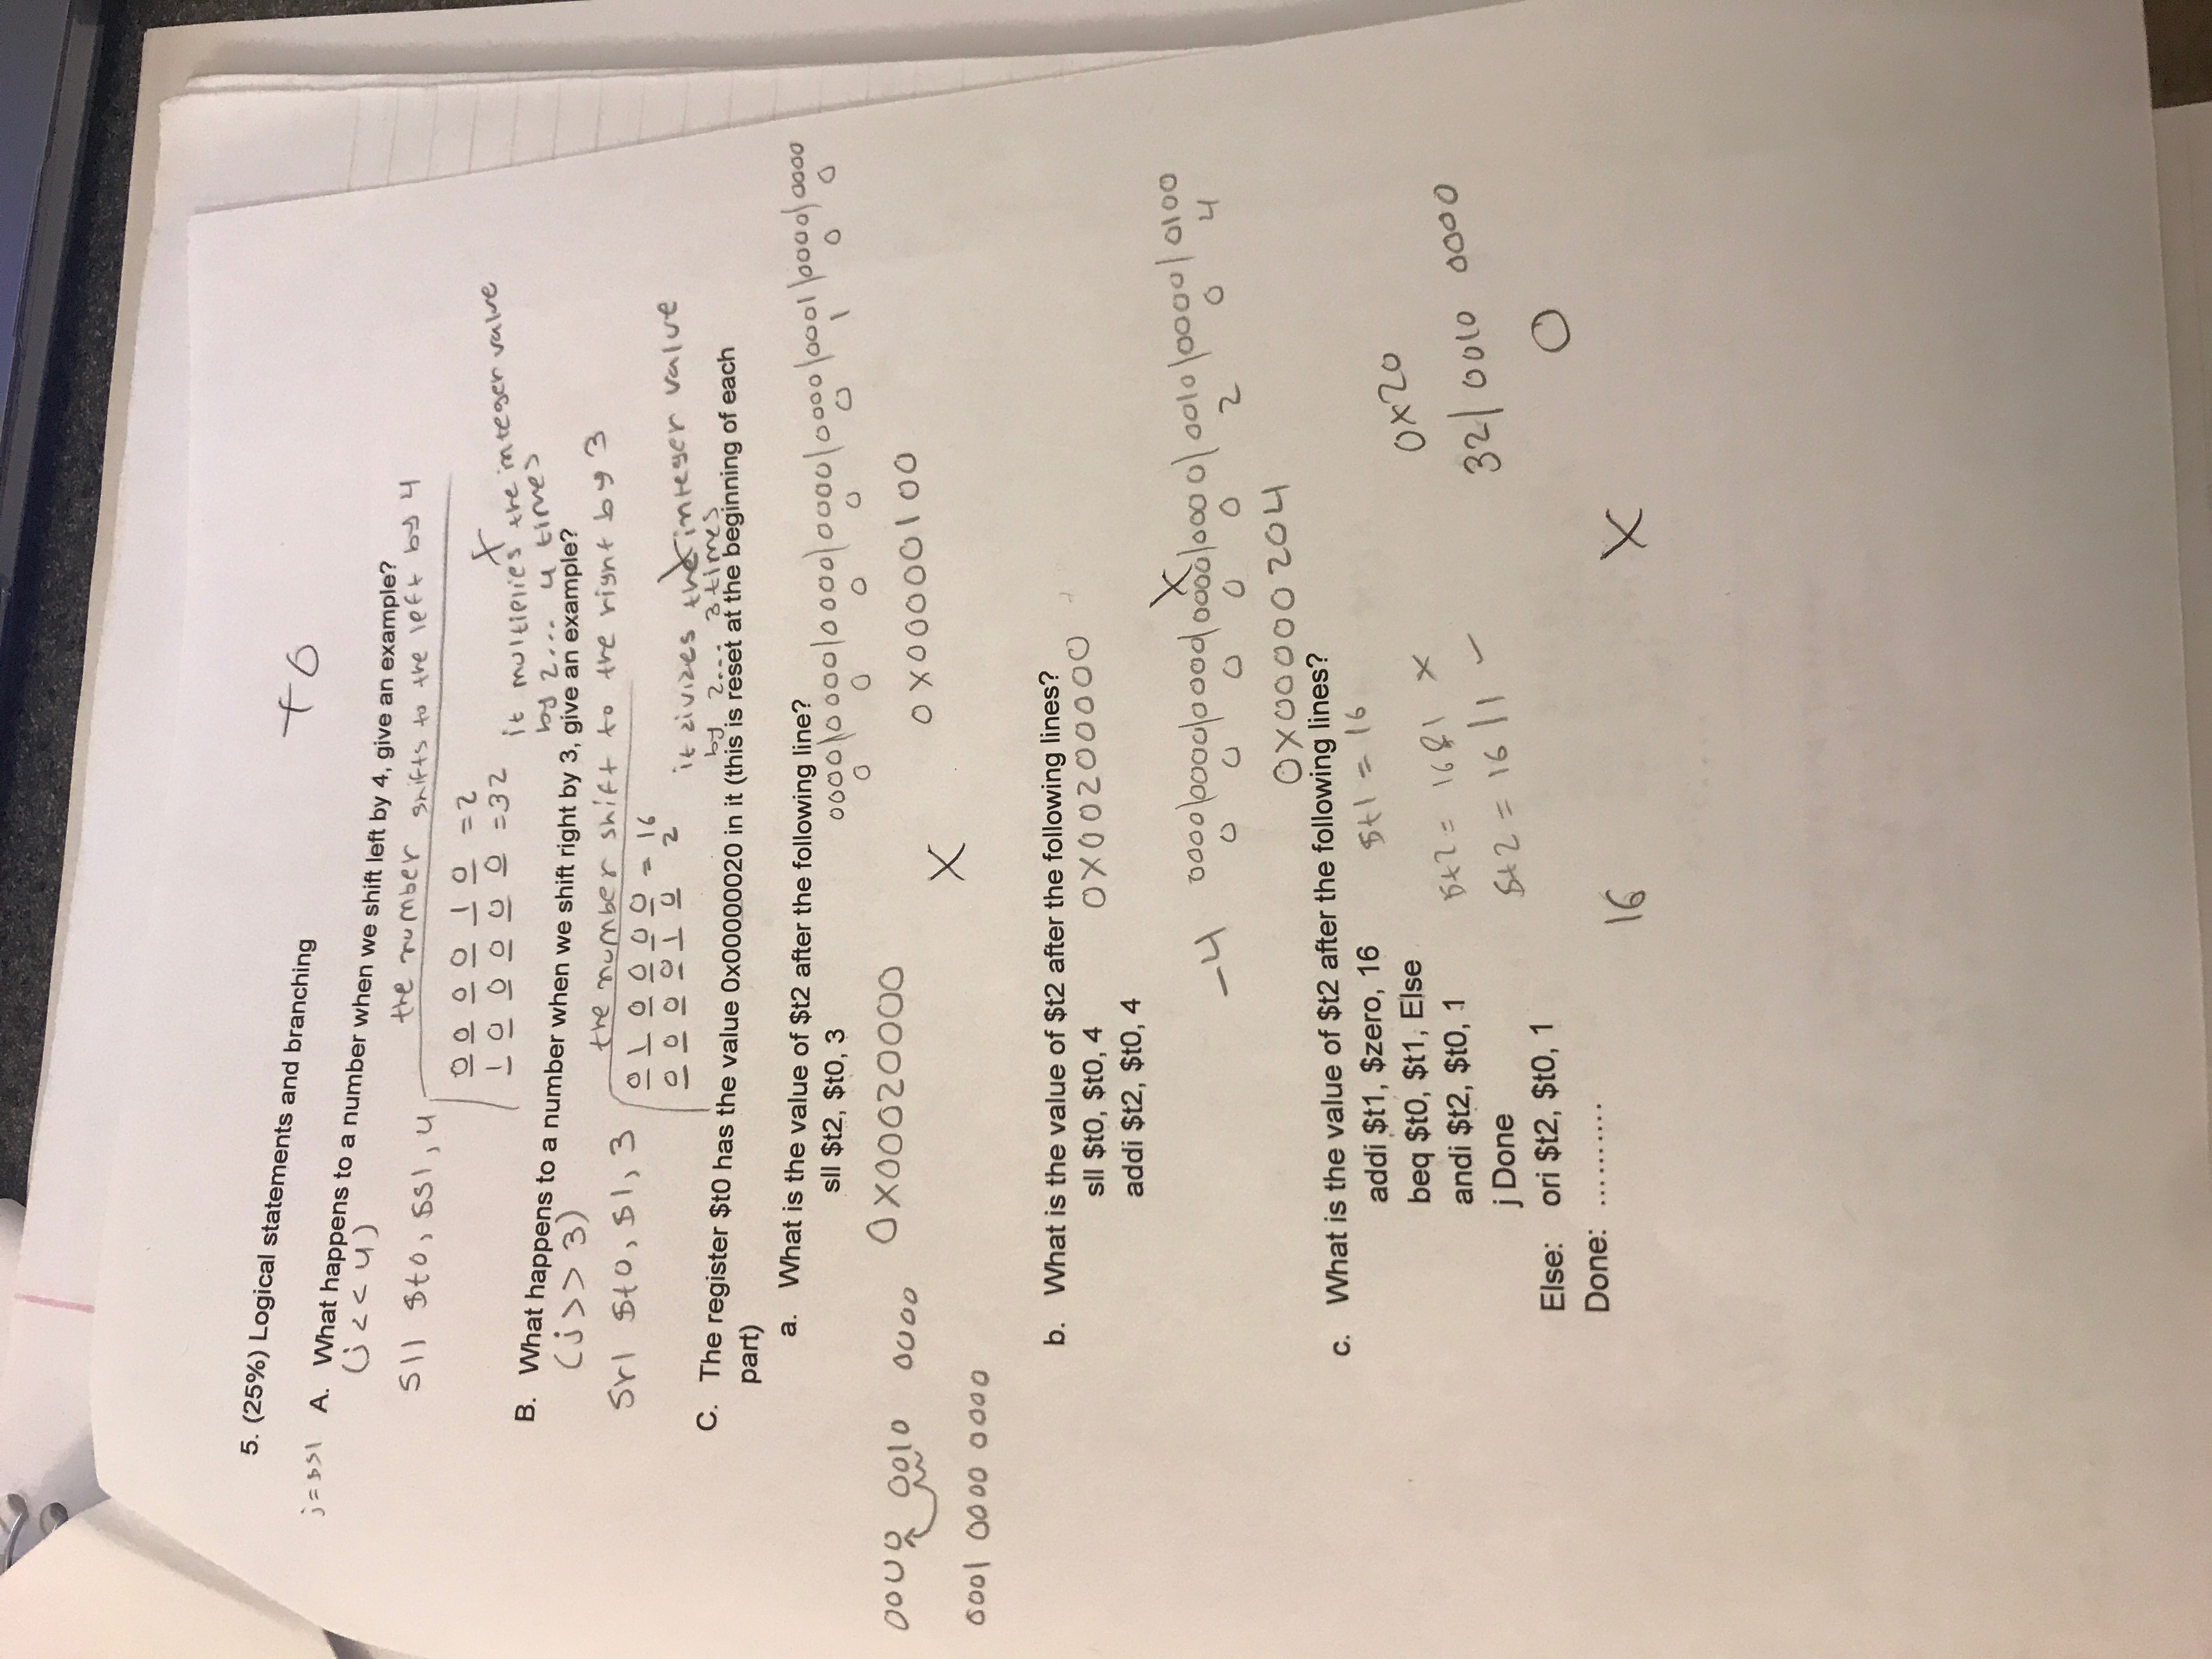 5. (25%) Logical statements and branching
+0
j=$s1 A. What happens to a number when we shift left by 4, give an example?
(j<<4)
sll $t0, $s1, 4
the number shifts to the left by 4
0 0 0 0 1 0 =2
1 0 0 0 0 0 =32
X
it multiplies the integer value
by 2... 4 times
B. What happens to a number when we shift right by 3, give an example?
(j>>3)
the number shift to the right by 3
srl $t0, $1, 3
0 1 0 0 0 0 = 16
0 0 0 0 1 0 2
X
it divides the integer value
by 2... 3 times
C. The register $t0 has the value 0x00000020 in it (this is reset at the beginning of each
part)
a. What is the value of $t2 after the following line?
sll $t2, $t0, 3
0000|0000|0000|0000|0000|0001|0000|0000
0 0 0 0 0 1 0 0
0000 0010 0000
0X00020000
0X00000100
X
0001 0000 0000
b. What is the value of $t2 after the following lines?
sll $t0, $t0, 4
0X00200000
addi $t2, $t0, 4
X
-4
0000|0000|0000|0000|0000|0010|0000|0100
0 0 0 0 0 2 0 4
0X00000204
c. What is the value of $t2 after the following lines?
addi $t1, $zero, 16
$t1 = 16
beq $t0, $t1, Else
0x20
andi $t2, $t0, 1
$t2 = 16&1 ×
32| 0010 0000
j Done
$t2 = 16 | 1 ✓
Else: ori $t2, $t0, 1
0
Done: ..........
16
X